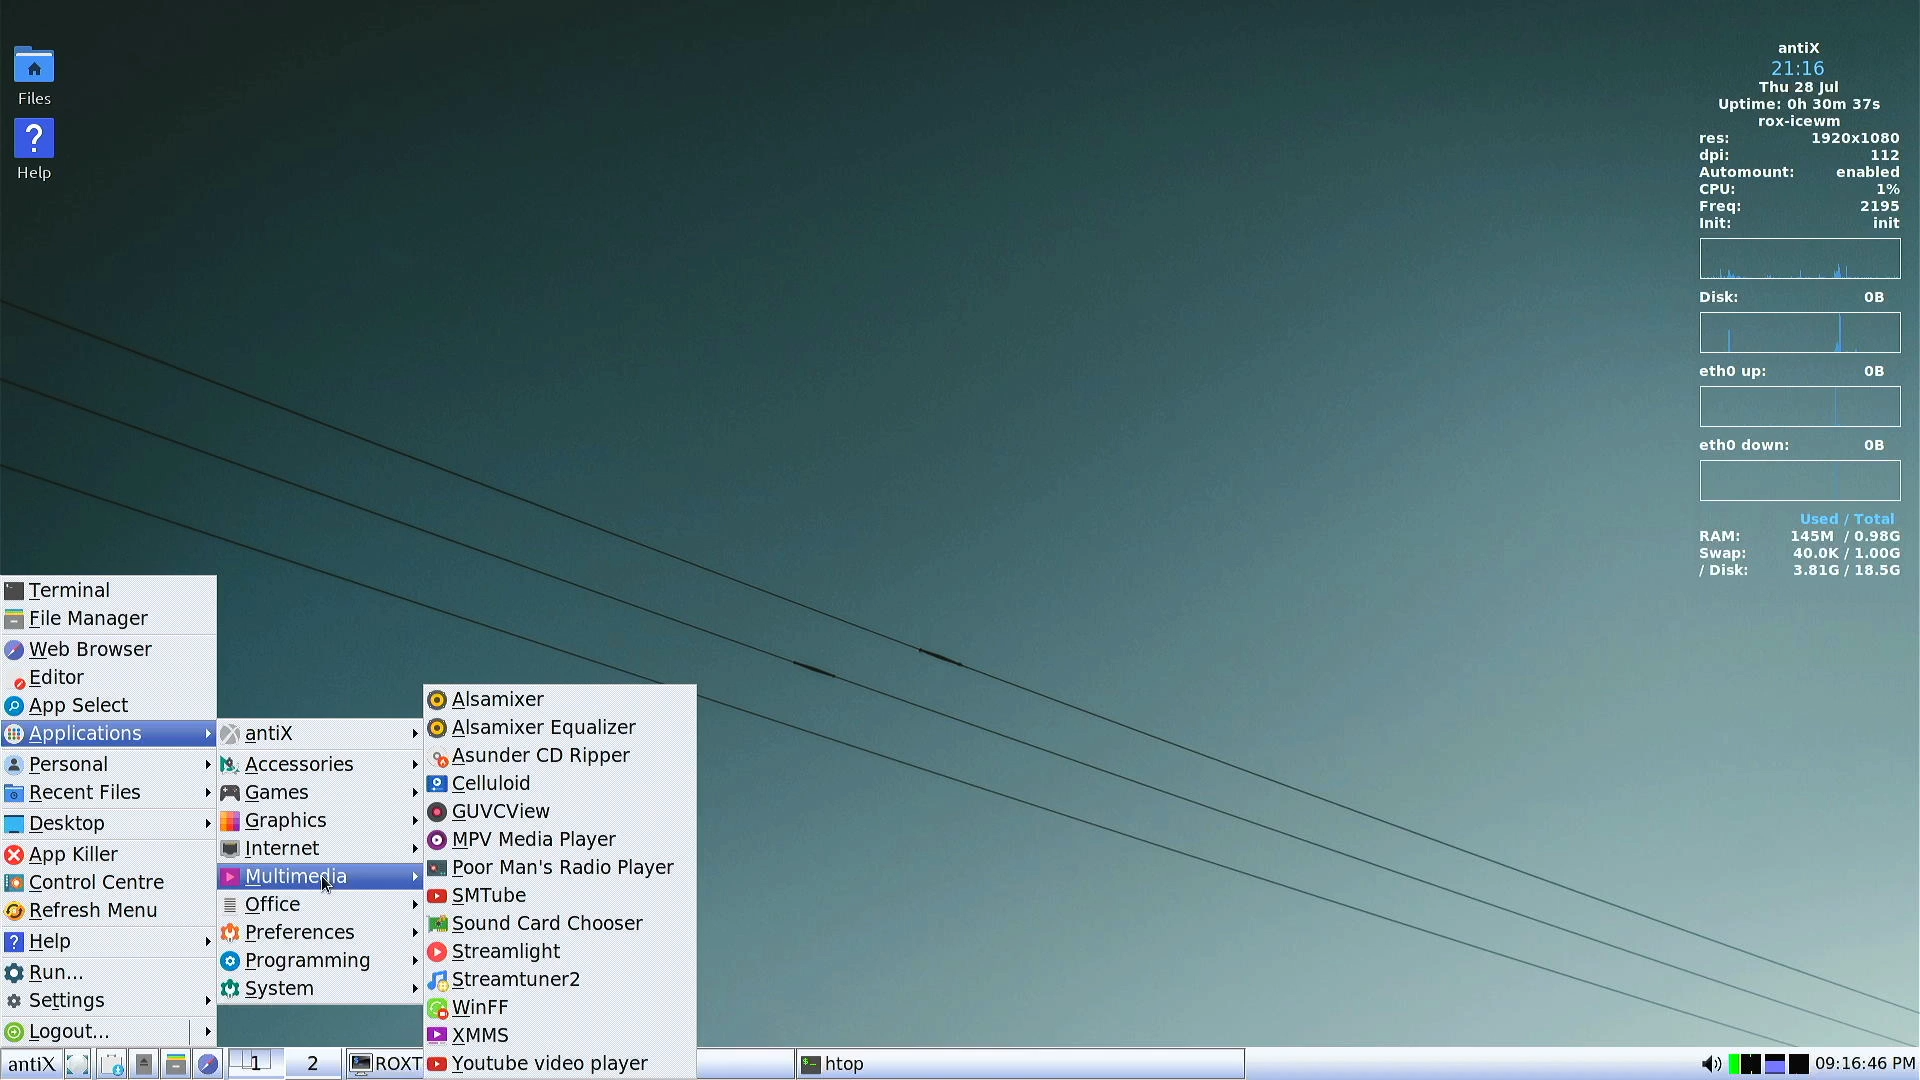 Files
Help
antiX
21:16
Thu 28 Jul
Uptime: 0h 30m 37s
rox-icewm
res: 1920x1080
dpi: 112
Automount: enabled
CPU: 1%
Freq: 2195
Init: init
Disk: 0B
eth0 up: 0B
eth0 down: 0B
Used / Total
RAM: 145M / 0.98G
Swap: 40.0K / 1.00G
/ Disk: 3.81G / 18.5G
Terminal
File Manager
Web Browser
Editor
App Select
Applications
Personal
Recent Files
Desktop
App Killer
Control Centre
Refresh Menu
Help
Run...
Settings
Logout...
antiX
Accessories
Games
Graphics
Internet
Multimedia
Office
Preferences
Programming
System
Alsamixer
Alsamixer Equalizer
Asunder CD Ripper
Celluloid
GUVCView
MPV Media Player
Poor Man's Radio Player
SMTube
Sound Card Chooser
Streamlight
Streamtuner2
WinFF
XMMS
Youtube video player
antiX 1 2 ROXT htop 09:16:46 PM